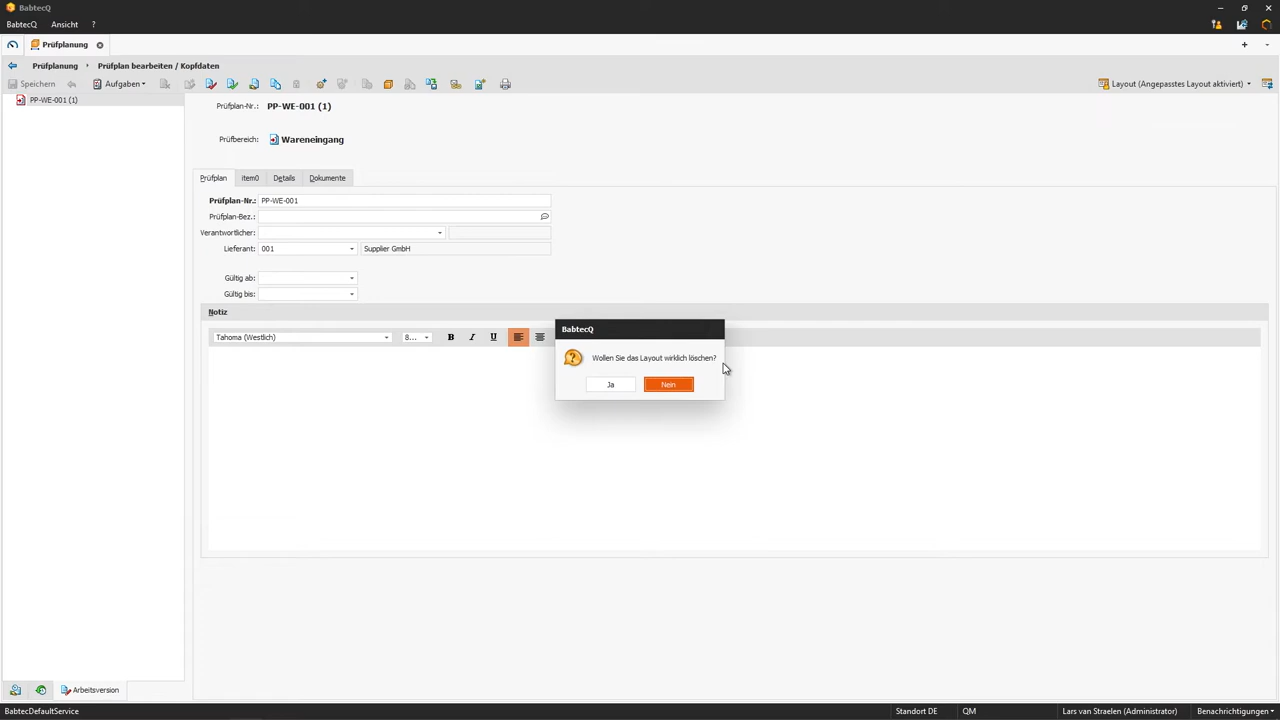 BabtecQ
BabtecQ Ansicht ?
Prüfplanung
Prüfplanung › Prüfplan bearbeiten / Kopfdaten
Speichern Aufgaben Layout (Angepasstes Layout aktiviert)
PP-WE-001 (1)
Prüfplan-Nr.: PP-WE-001 (1)
Prüfbereich: Wareneingang
Prüfplan item0 Details Dokumente
Prüfplan-Nr.: PP-WE-001
Prüfplan-Bez.:
Verantwortlicher:
Lieferant: 001 Supplier GmbH
Gültig ab:
Gültig bis:
Notiz
Tahoma (Westlich) 8... B I U
BabtecQ
Wollen Sie das Layout wirklich löschen?
Ja Nein
Arbeitsversion
BabtecDefaultService Standort DE QM Lars van Straelen (Administrator) Benachrichtigungen